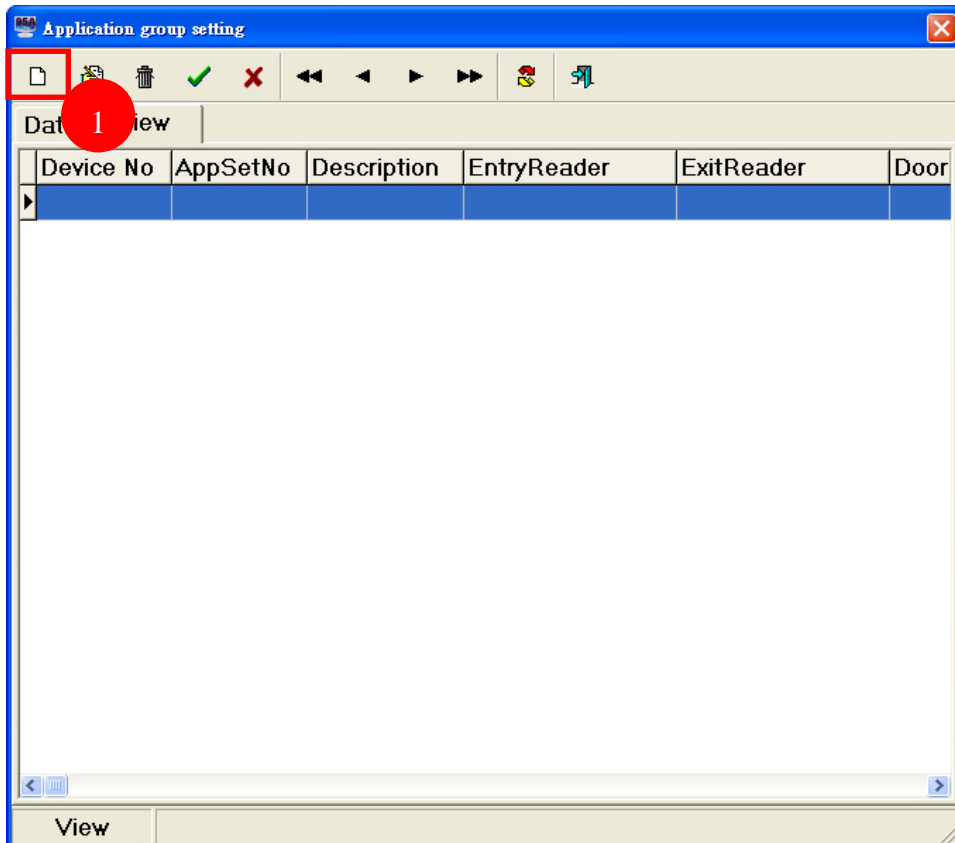 Application group setting
1
Dat iew
Device No AppSetNo Description EntryReader ExitReader Door
View